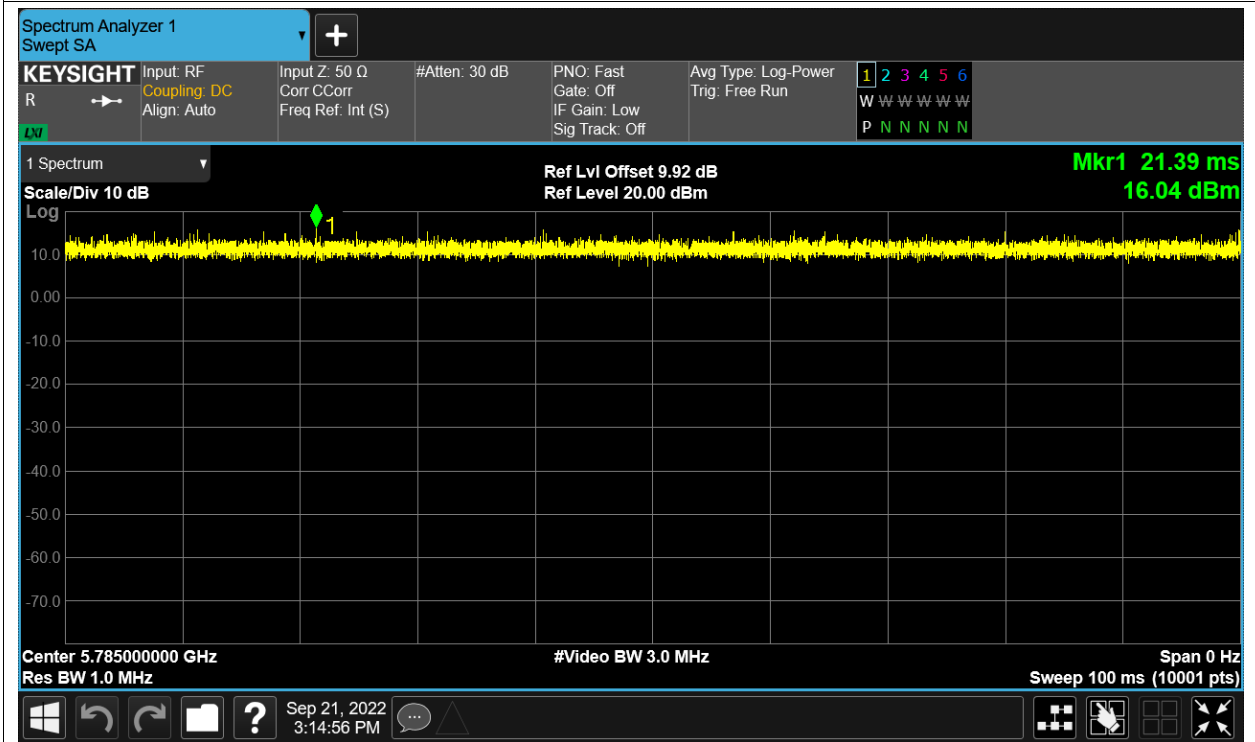 Spectrum Analyzer 1
Swept SA
▼
+
KEYSIGHT
R
LXI
Input: RF
Coupling: DC
Align: Auto
Input Z: 50 Ω
Corr CCorr
Freq Ref: Int (S)
#Atten: 30 dB
PNO: Fast
Gate: Off
IF Gain: Low
Sig Track: Off
Avg Type: Log-Power
Trig: Free Run
1 2 3 4 5 6
W W W W W W
P N N N N N
1 Spectrum ▼
Scale/Div 10 dB
Ref Lvl Offset 9.92 dB
Ref Level 20.00 dBm
Mkr1 21.39 ms
16.04 dBm
Log
1
10.0
0.00
-10.0
-20.0
-30.0
-40.0
-50.0
-60.0
-70.0
Center 5.785000000 GHz
#Video BW 3.0 MHz
Span 0 Hz
Res BW 1.0 MHz
Sweep 100 ms (10001 pts)
?
Sep 21, 2022
3:14:56 PM